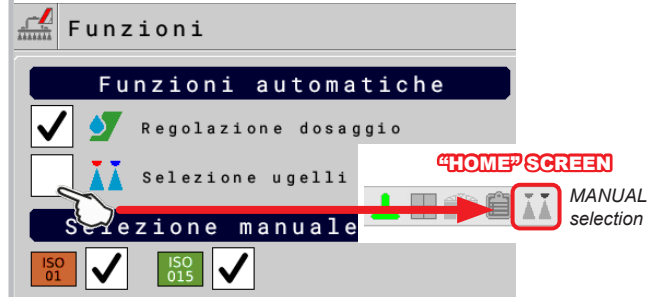 Funzioni
Funzioni automatiche
Regolazione dosaggio
Selezione ugelli
"HOME" SCREEN
MANUAL
selection
Selezione manuale
ISO
01
ISO
015